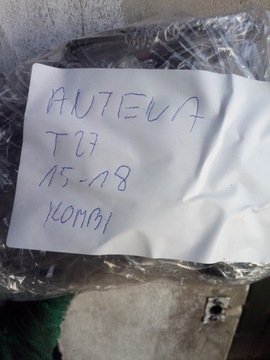 ANTENA
T27
15-18
KOMBI